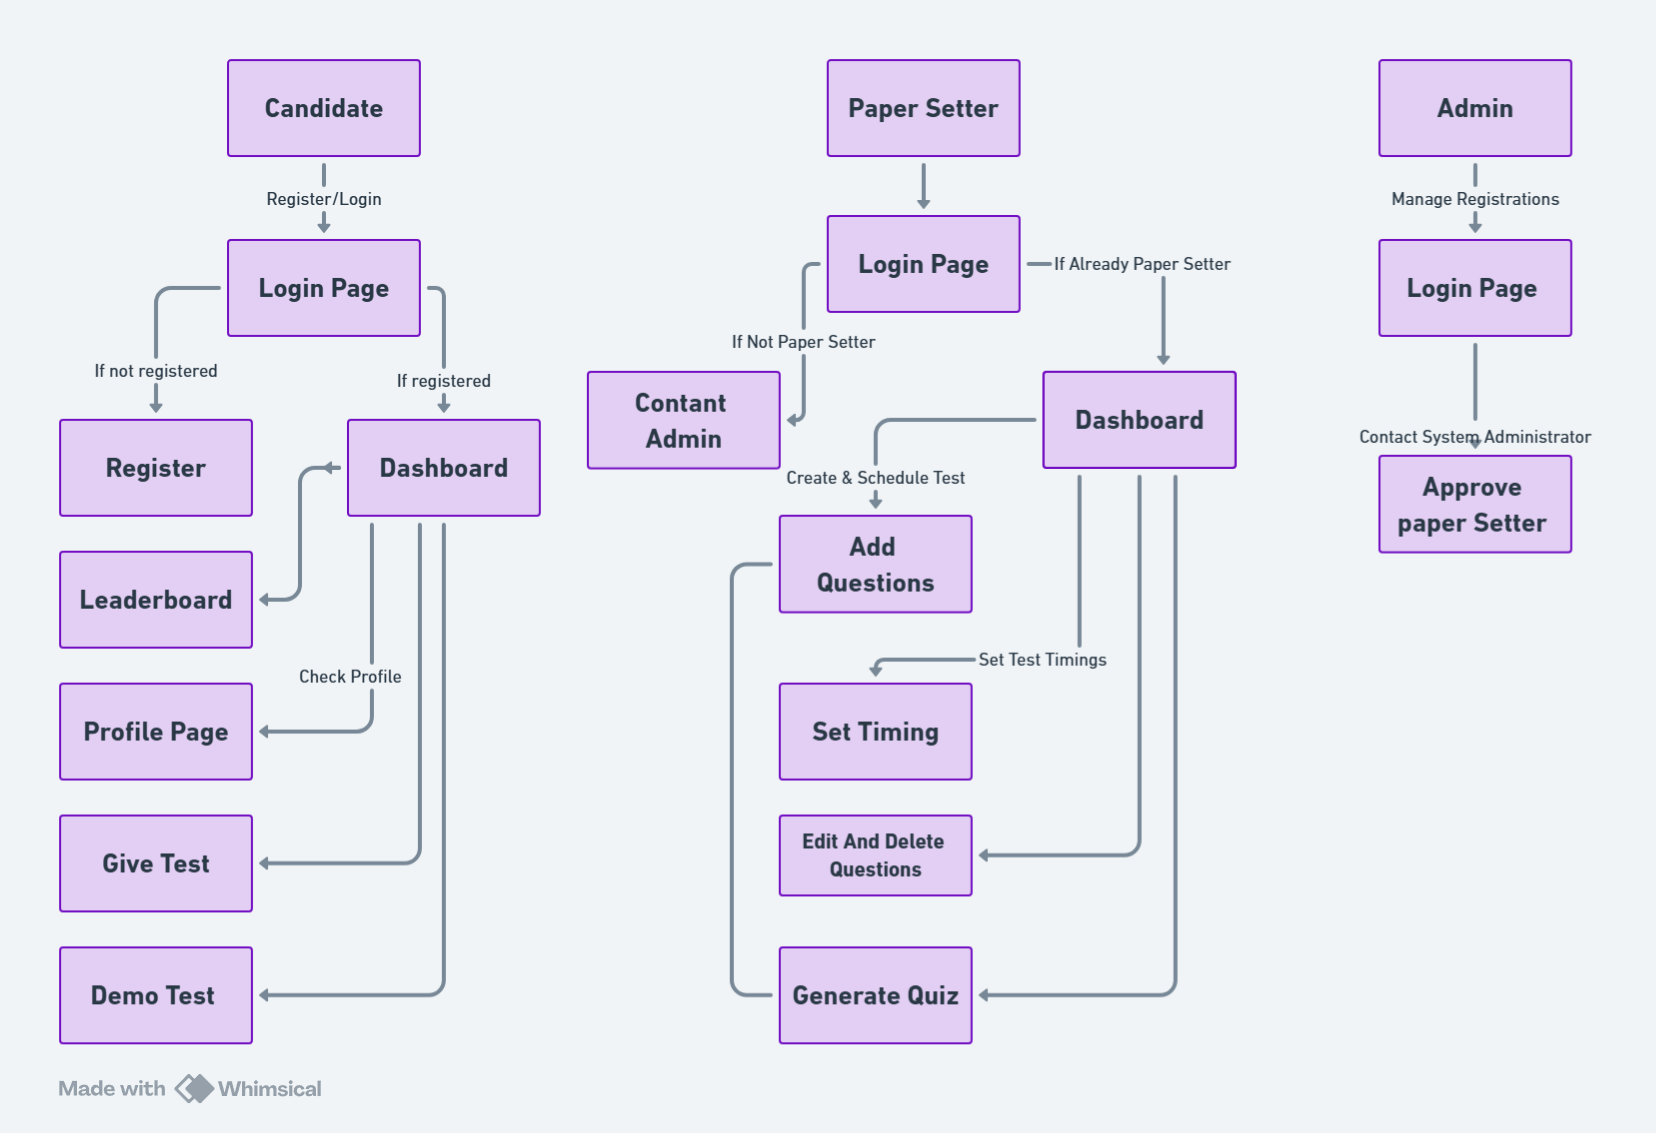 Candidate
Register/Login
Login Page
If not registered
If registered
Register
Dashboard
Leaderboard
Check Profile
Profile Page
Give Test
Demo Test
Paper Setter
Login Page
If Already Paper Setter
If Not Paper Setter
Contant
Admin
Dashboard
Create & Schedule Test
Add
Questions
Set Test Timings
Set Timing
Edit And Delete
Questions
Generate Quiz
Admin
Manage Registrations
Login Page
Contact System Administrator
Approve
paper Setter
Made with Whimsical